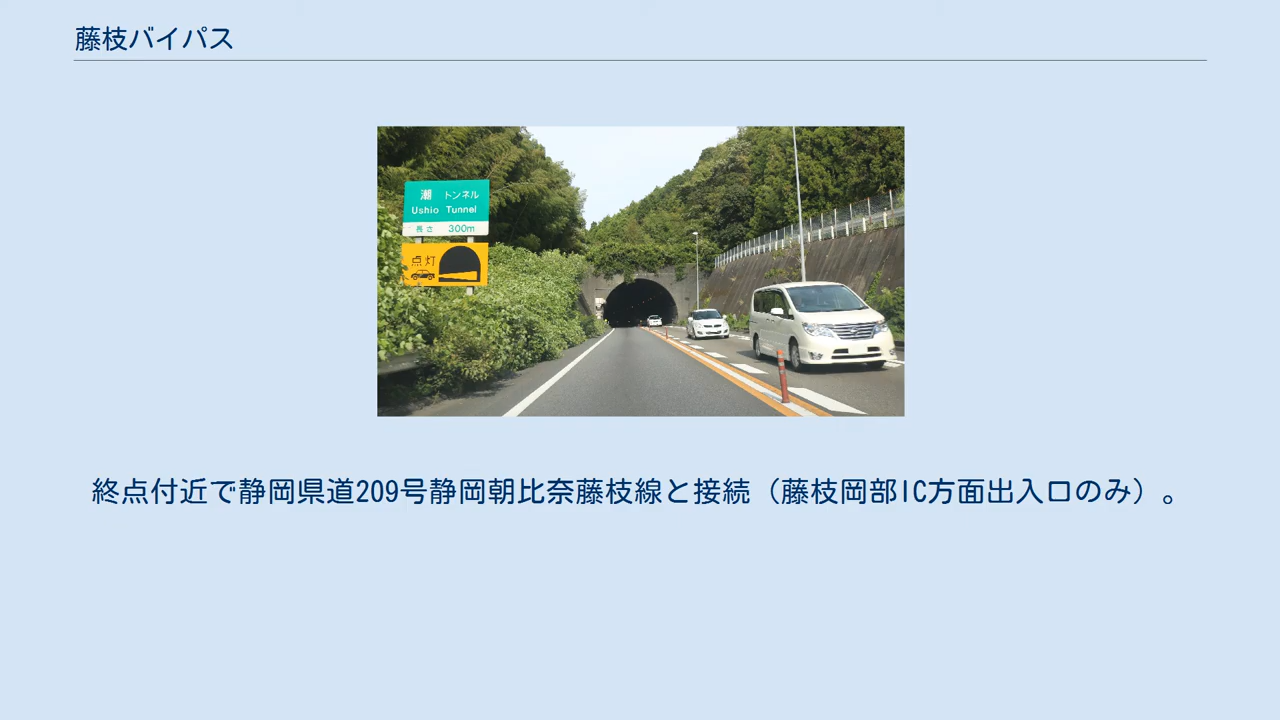 藤枝バイパス
潮 トンネル
Ushio Tunnel
長さ 300m
点灯
終点付近で静岡県道209号静岡朝比奈藤枝線と接続（藤枝岡部IC方面出入口のみ）。